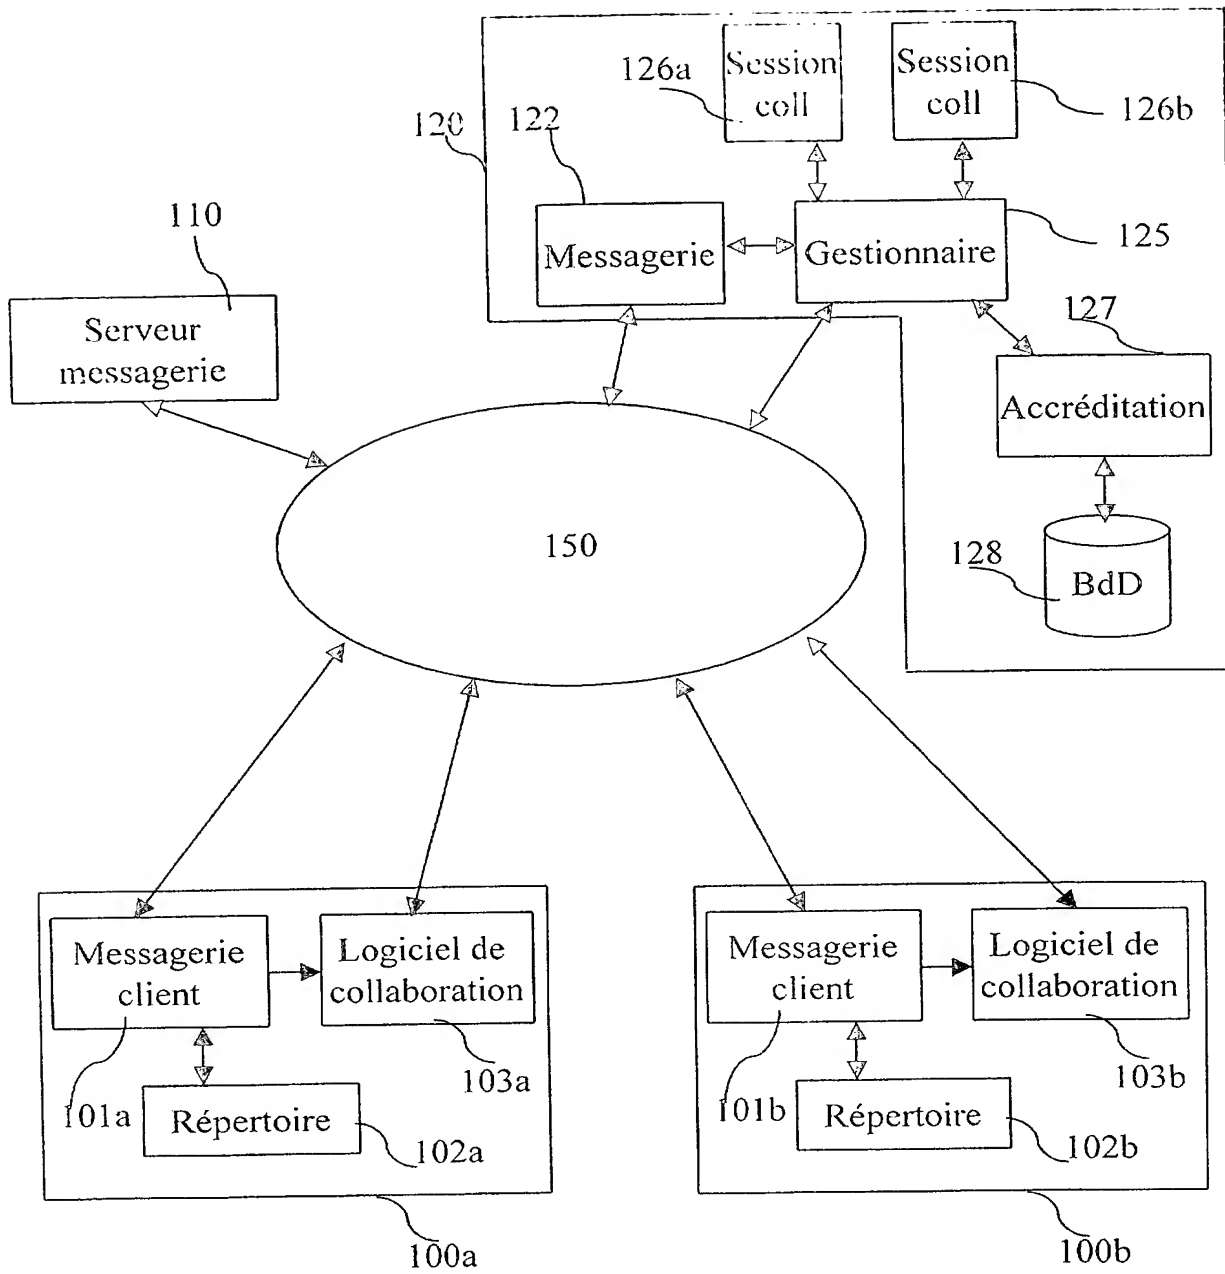 Session
coll
126a
Session
coll
126b
120
122
110
Messagerie
Gestionnaire
125
Serveur
messagerie
127
Accréditation
150
128
BdD
Messagerie
client
Logiciel de
collaboration
101a
103a
Répertoire
102a
100a
Messagerie
client
Logiciel de
collaboration
101b
103b
Répertoire
102b
100b